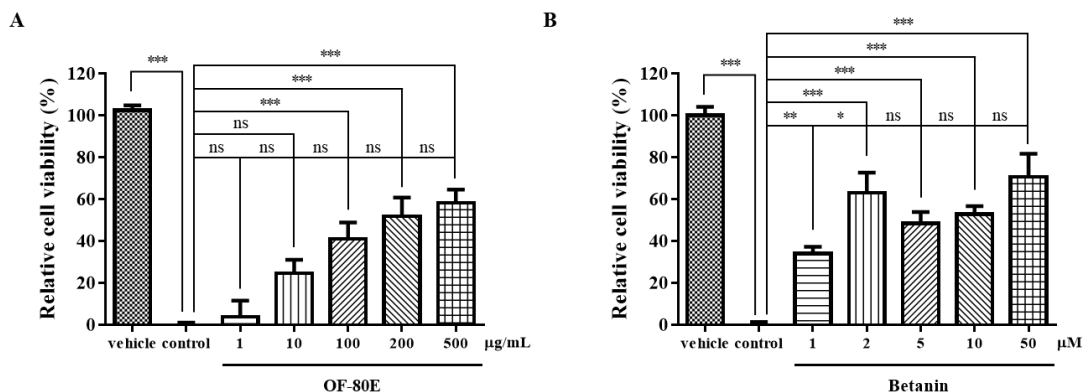 A
Relative cell viability (%)
120
100
80
60
40
20
0
***
***
***
***
ns
ns
ns
ns
ns
ns
vehicle control 1 10 100 200 500 μg/mL
OF-80E
B
Relative cell viability (%)
120
100
80
60
40
20
0
***
***
***
***
***
** * ns ns ns
vehicle control 1 2 5 10 50 μM
Betanin